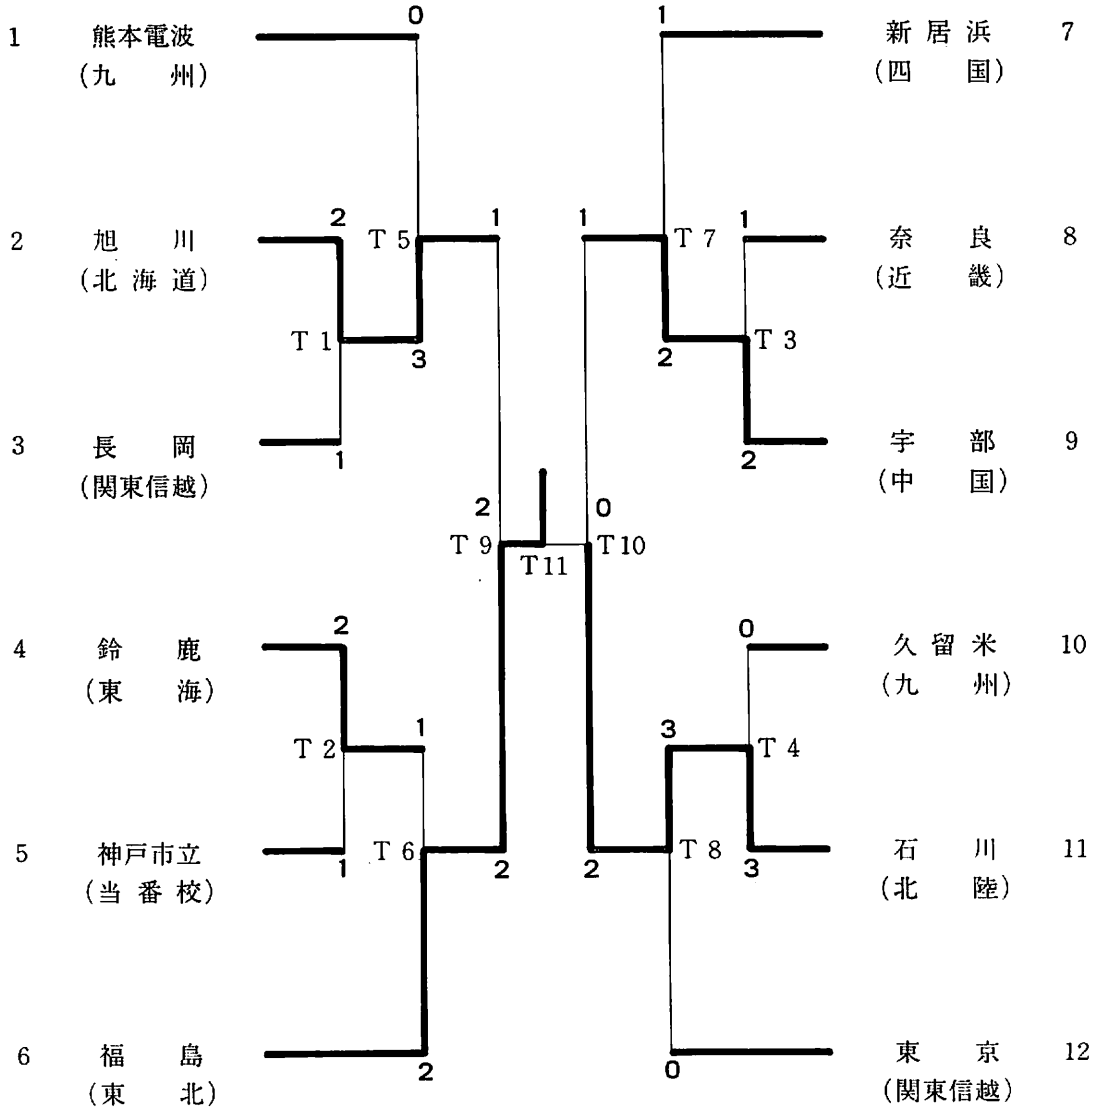 0
1
1 熊本電波
(九 州)
新居浜 7
(四 国)
2 旭 川
(北海道)
2
T 5
1
1
T 7
1
奈 良 8
(近 畿)
T 1
3
2
T 3
3 長 岡
(関東信越)
1
2
宇 部 9
(中 国)
2
0
T 9
T11
T10
4 鈴 鹿
(東 海)
2
0
久留米 10
(九 州)
T 2
1
3
T 4
5 神戸市立
(当番校)
1
T 6
2
2
T 8
3
石 川 11
(北 陸)
6 福 島
(東 北)
2
0
東 京 12
(関東信越)